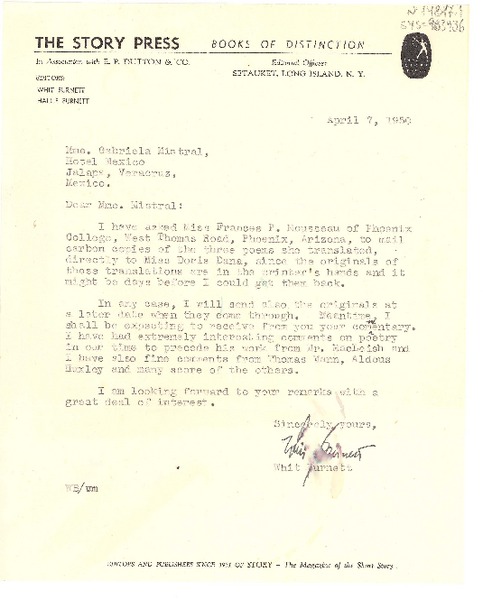 Nº 14847.1
THE STORY PRESS BOOKS OF DISTINCTION
In Association with E. P. DUTTON & CO. Editorial Offices:
SETAUKET, LONG ISLAND, N. Y.
EDITORS
WHIT BURNETT
HALLIE BURNETT
April 7, 1950
Mme. Gabriela Mistral,
Hotel Mexico
Jalapa, Veracruz,
Mexico.
Dear Mme. Mistral:
I have asked Miss Frances P. Rousseau of Phoenix
College, West Thomas Road, Phoenix, Arizona, to mail
carbon copies of the three poems she translated,
directly to Miss Doris Dana, since the originals of
those translations are in the printer's hands and it
might be days before I could get them back.
In any case, I will send also the originals at
a later date when they come through. Meantime, I
shall be expecting to receive from you your commentary.
I have had extremely interesting comments on poetry
in our time to precede his work from Mr. MacLeish and
I have also fine comments from Thomas Mann, Aldous
Huxley and many score of the others.
I am looking forward to your remarks with a
great deal of interest.
Sincerely yours,
Whit Burnett
Whit Burnett
WB/
EDITORS AND PUBLISHERS SINCE 1931 OF STORY — The Magazine of the Short Story